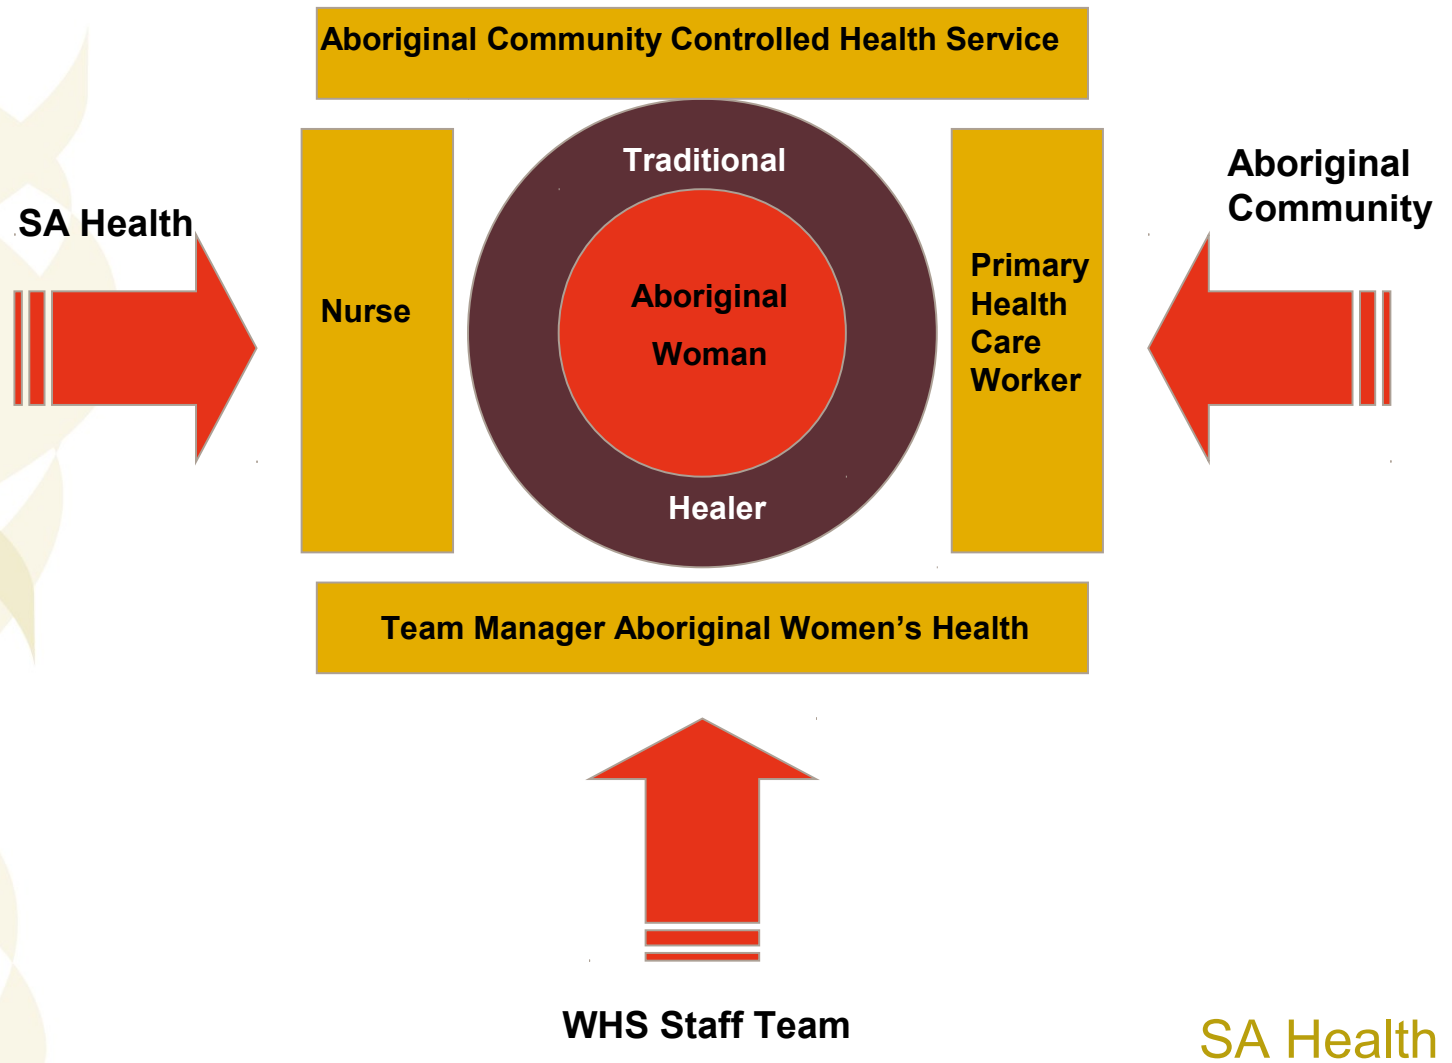 Aboriginal Community Controlled Health Service
Traditional
Aboriginal
Community
SA Health
Primary
Health
Care
Worker
Nurse
Aboriginal
Woman
Healer
Team Manager Aboriginal Women’s Health
WHS Staff Team
SA Health